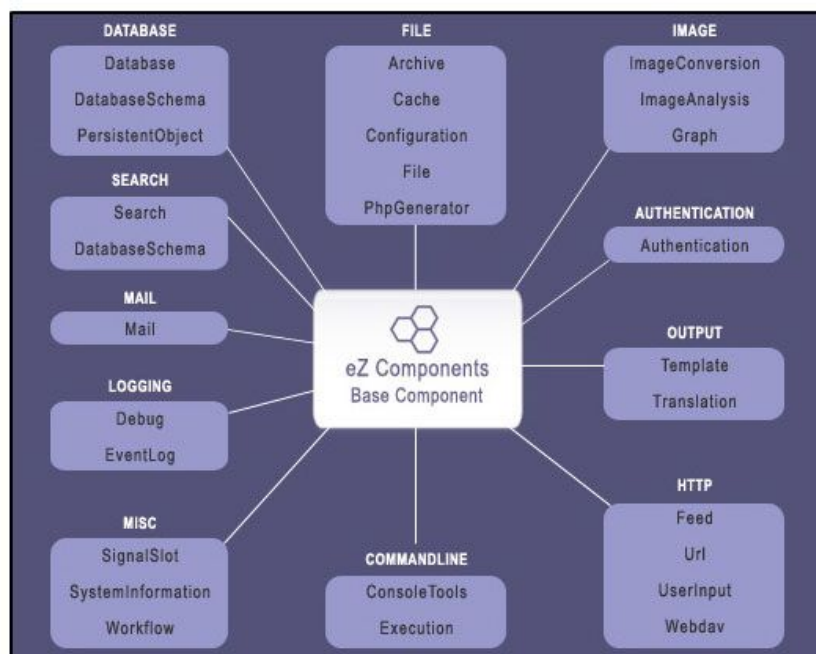 DATABASE
Database
DatabaseSchema
PersistentObject
SEARCH
Search
DatabaseSchema
MAIL
Mail
LOGGING
Debug
EventLog
MISC
SignalSlot
SystemInformation
Workflow
FILE
Archive
Cache
Configuration
File
PhpGenerator
eZ Components
Base Component
COMMANDLINE
ConsoleTools
Execution
IMAGE
ImageConversion
ImageAnalysis
Graph
AUTHENTICATION
Authentication
OUTPUT
Template
Translation
HTTP
Feed
Url
UserInput
Webdav